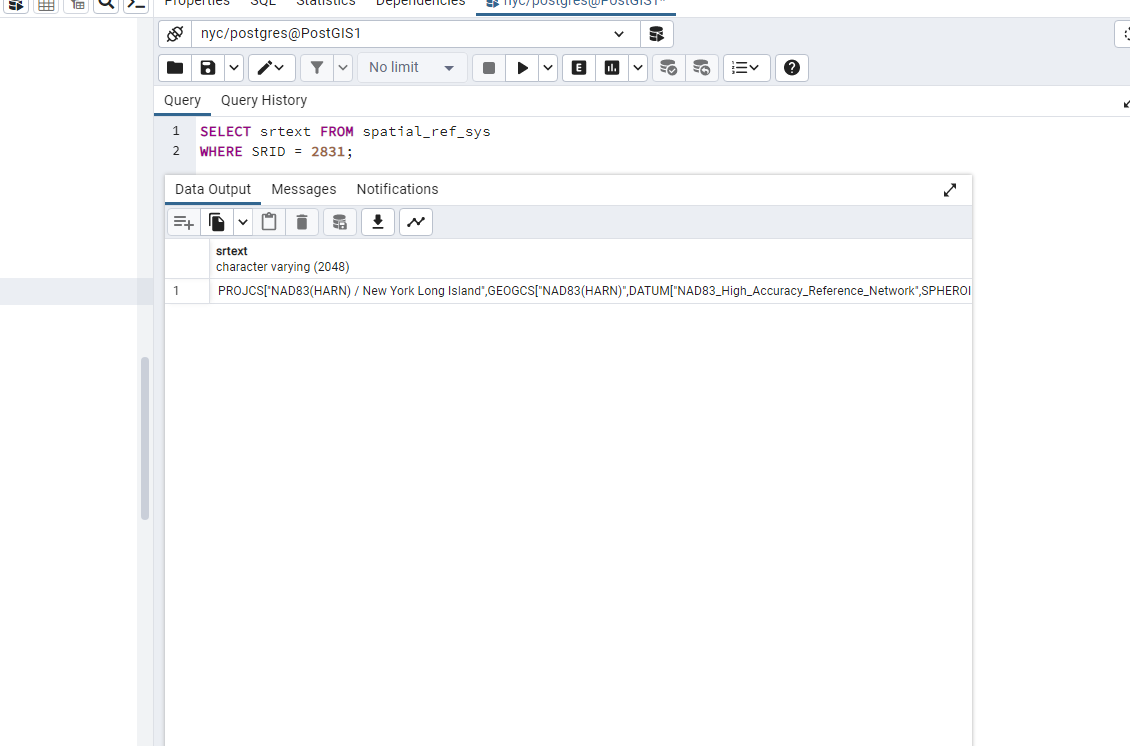 Properties SQL Statistics Dependencies nyc/postgres@PostGIS1*
nyc/postgres@PostGIS1
No limit
E
Query Query History
1 SELECT srtext FROM spatial_ref_sys
2 WHERE SRID = 2831;
Data Output Messages Notifications
srtext
character varying (2048)
1 PROJCS["NAD83(HARN) / New York Long Island",GEOGCS["NAD83(HARN)",DATUM["NAD83_High_Accuracy_Reference_Network",SPHEROI